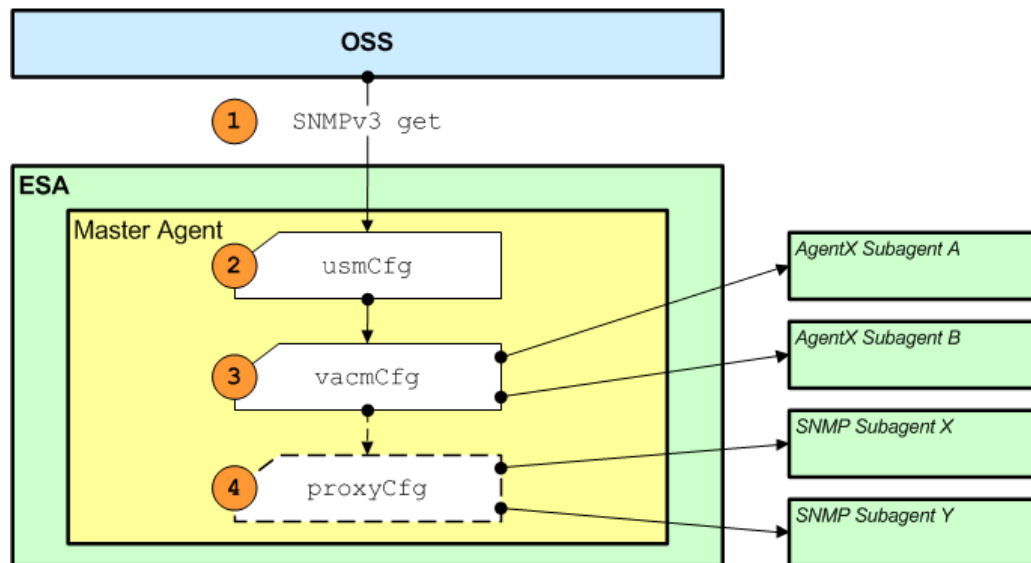 OSS
1
SNMPv3 get
ESA
Master Agent
2
usmCfg
AgentX Subagent A
3
vacmCfg
AgentX Subagent B
4
proxyCfg
SNMP Subagent X
SNMP Subagent Y